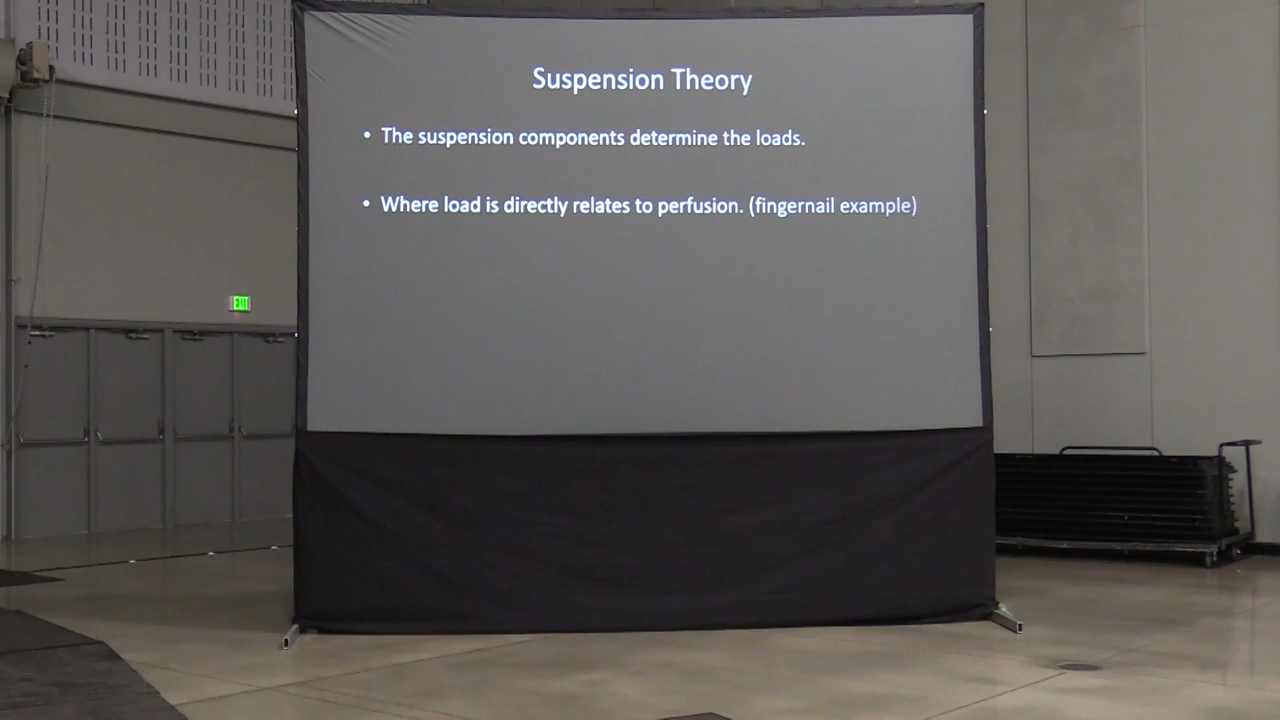 Suspension Theory
• The suspension components determine the loads.
• Where load is directly relates to perfusion. (fingernail example)
EXIT